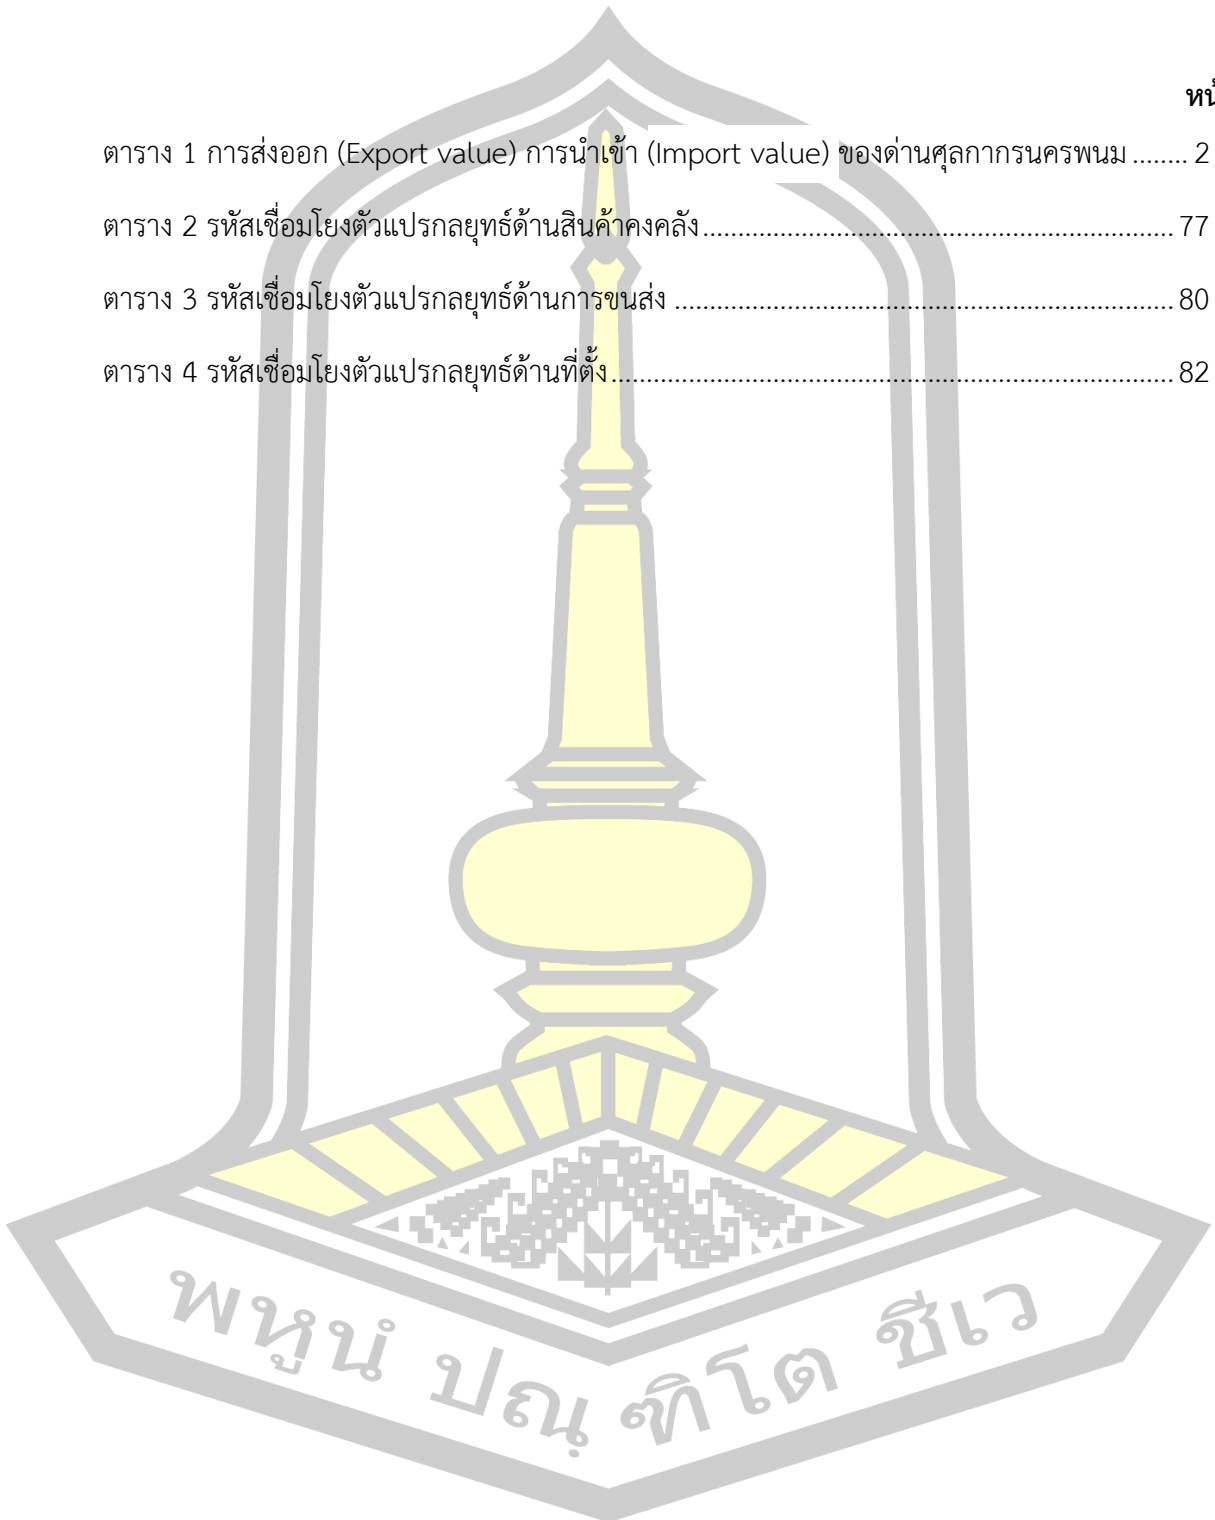 ตาราง 1 การส่งออก (Export value) การนำเข้า (Import value) ของด่านศุลกากรนครพนม ........ 2
ตาราง 2 รหัสเชื่อมโยงตัวแปรกลยุทธ์ด้านสินค้าคงคลัง.................................................................... 77
ตาราง 3 รหัสเชื่อมโยงตัวแปรกลยุทธ์ด้านการขนส่ง ........................................................................ 80
ตาราง 4 รหัสเชื่อมโยงตัวแปรกลยุทธ์ด้านที่ตั้ง................................................................................. 82
พหูนํ ปณฺฑิโต ชีเว